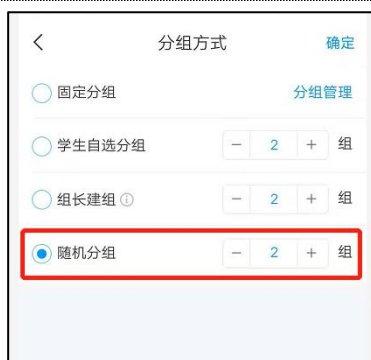 分组方式 确定
固定分组 分组管理
学生自选分组 － 2 + 组
组长建组 － 2 + 组
随机分组 － 2 + 组